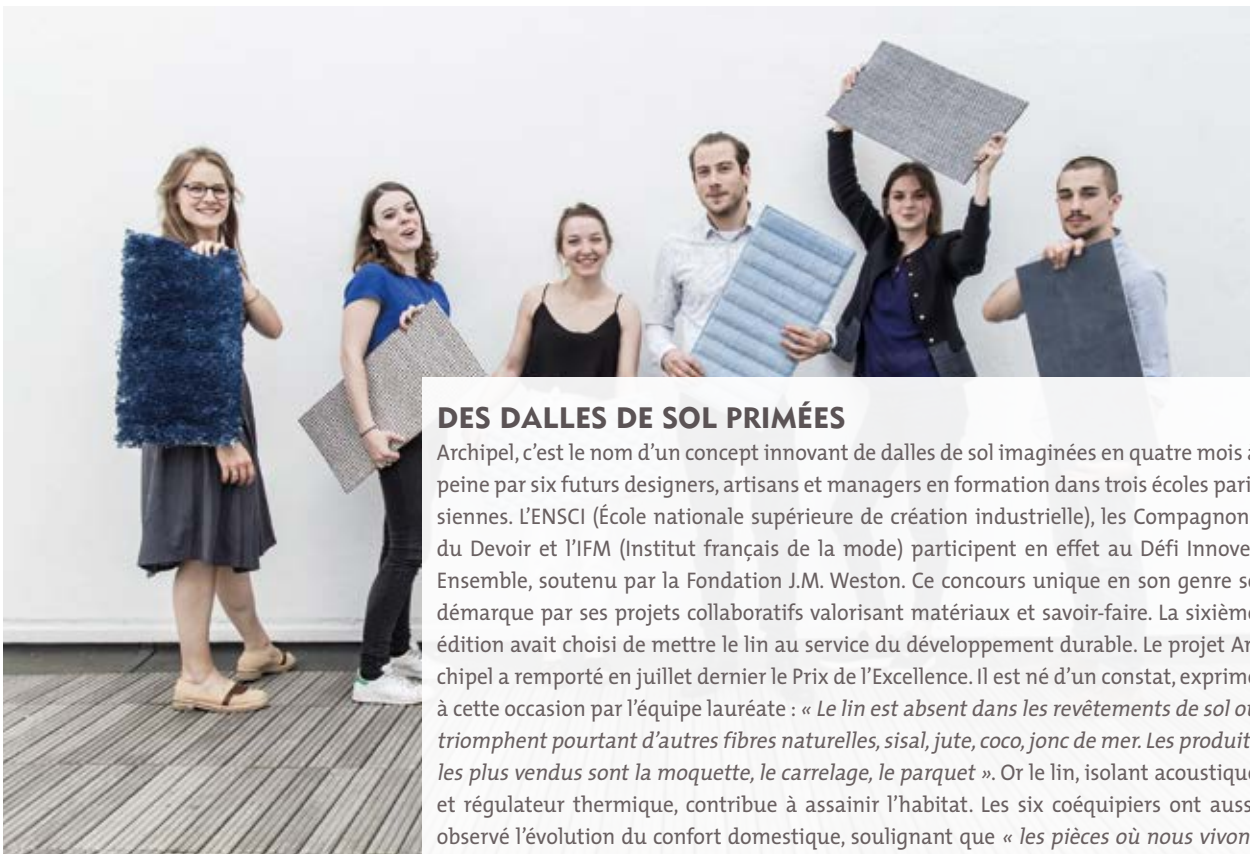 DES DALLES DE SOL PRIMÉES
Archipel, c'est le nom d'un concept innovant de dalles de sol imaginées en quatre mois à
peine par six futurs designers, artisans et managers en formation dans trois écoles pari
siennes. L'ENSCI (École nationale supérieure de création industrielle), les Compagnon
du Devoir et l'IFM (Institut français de la mode) participent en effet au Défi Innove
Ensemble, soutenu par la Fondation J.M. Weston. Ce concours unique en son genre se
démarque par ses projets collaboratifs valorisant matériaux et savoir-faire. La sixième
édition avait choisi de mettre le lin au service du développement durable. Le projet Ar
chipel a remporté en juillet dernier le Prix de l'Excellence. Il est né d'un constat, exprimé
à cette occasion par l'équipe lauréate : « Le lin est absent dans les revêtements de sol où
triomphent pourtant d'autres fibres naturelles, sisal, jute, coco, jonc de mer. Les produit
les plus vendus sont la moquette, le carrelage, le parquet ». Or le lin, isolant acoustique
et régulateur thermique, contribue à assainir l'habitat. Les six coéquipiers ont auss
observé l'évolution du confort domestique, soulignant que « les pièces où nous vivon